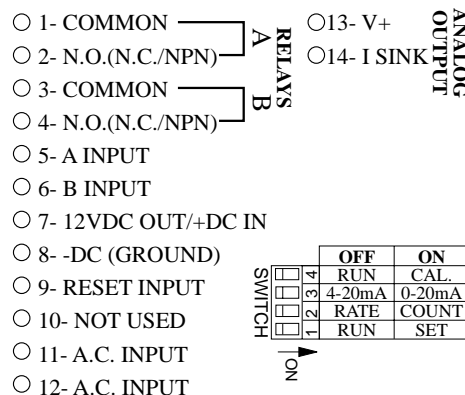 1- COMMON
2- N.O.(N.C./NPN)
A
3- COMMON
4- N.O.(N.C./NPN)
B
RELAYS
5- A INPUT
6- B INPUT
7- 12VDC OUT/+DC IN
8- -DC (GROUND)
9- RESET INPUT
10- NOT USED
11- A.C. INPUT
12- A.C. INPUT
13- V+
14- I SINK
ANALOG
OUTPUT
SWITCH
OFF ON
4 RUN CAL.
3 4-20mA 0-20mA
2 RATE COUNT
1 RUN SET
ON